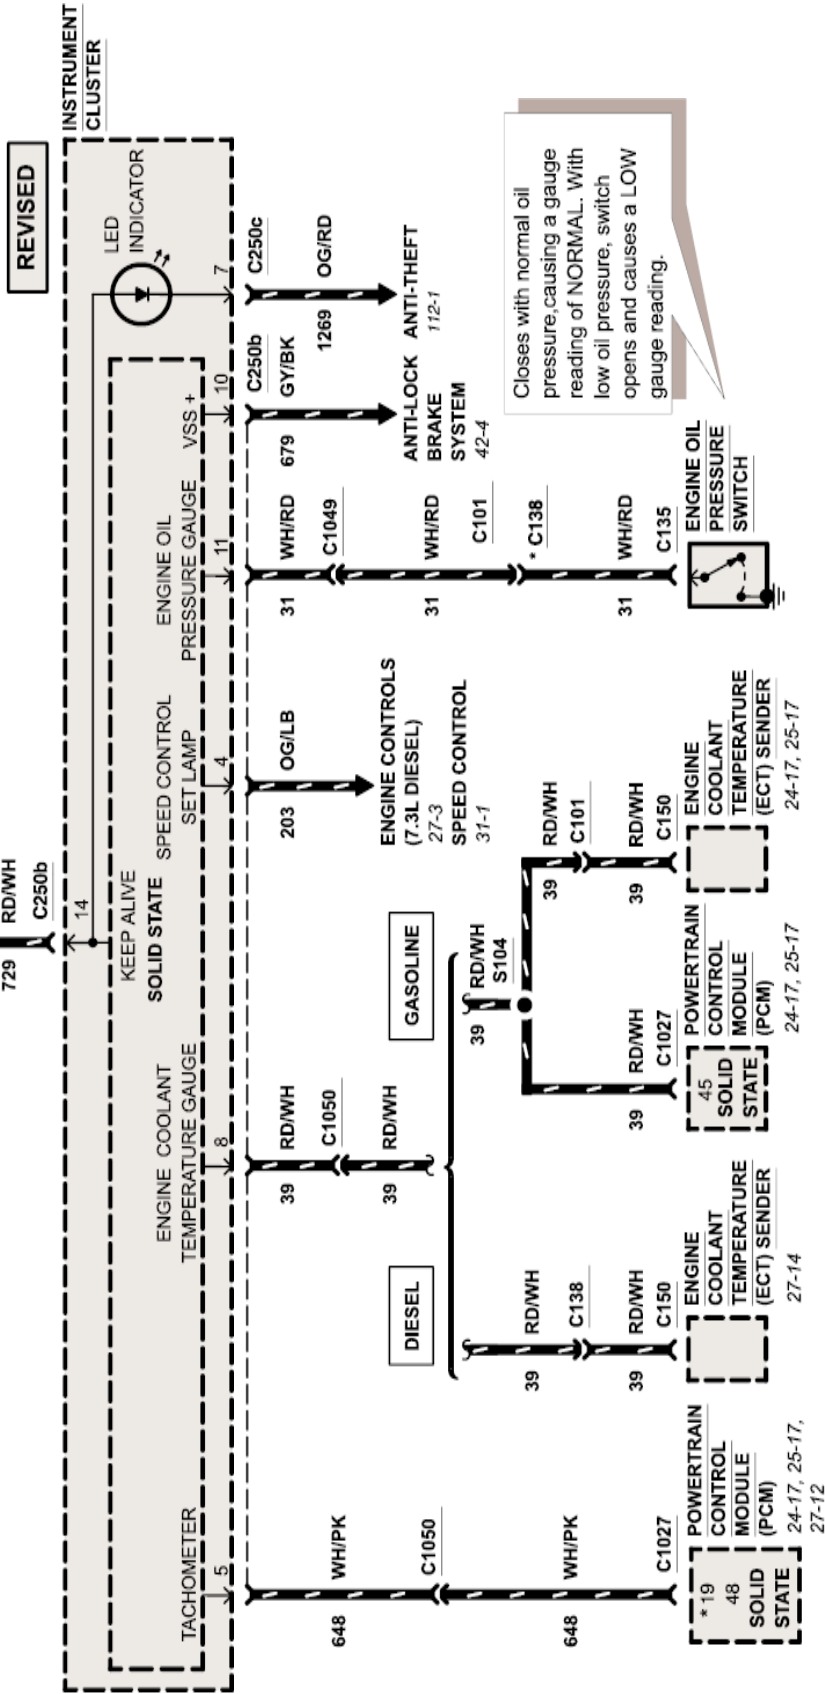 REVISED
INSTRUMENT
CLUSTER
729
RD/WH
C250b
14
KEEP ALIVE
SOLID STATE
LED
INDICATOR
TACHOMETER
5
ENGINE COOLANT
TEMPERATURE GAUGE
8
SPEED CONTROL
SET LAMP
4
ENGINE OIL
PRESSURE GAUGE
11
VSS +
10
7
C250b
C250c
648
WH/PK
C1050
648
WH/PK
C1027
*19
48
SOLID
STATE
POWERTRAIN
CONTROL
MODULE
(PCM)
24-17, 25-17,
27-12
39
RD/WH
C1050
39
RD/WH
DIESEL
GASOLINE
39
RD/WH
C138
39
RD/WH
C150
ENGINE
COOLANT
TEMPERATURE
(ECT) SENDER
27-14
39
RD/WH
S104
39
RD/WH
C1027
45
SOLID
STATE
POWERTRAIN
CONTROL
MODULE
(PCM)
24-17, 25-17
39
RD/WH
C101
39
RD/WH
C150
ENGINE
COOLANT
TEMPERATURE
(ECT) SENDER
24-17, 25-17
203
OG/LB
ENGINE CONTROLS
(7.3L DIESEL)
27-3
SPEED CONTROL
31-1
31
WH/RD
C1049
31
WH/RD
C101
* C138
31
WH/RD
C135
ENGINE OIL
PRESSURE
SWITCH
679
GY/BK
ANTI-LOCK
BRAKE
SYSTEM
42-4
1269
OG/RD
ANTI-THEFT
112-1
Closes with normal oil
pressure,causing a gauge
reading of NORMAL. With
low oil pressure, switch
opens and causes a LOW
gauge reading.